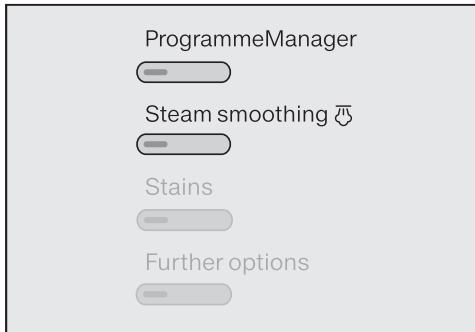 ProgrammeManager
Steam smoothing
Stains
Further options